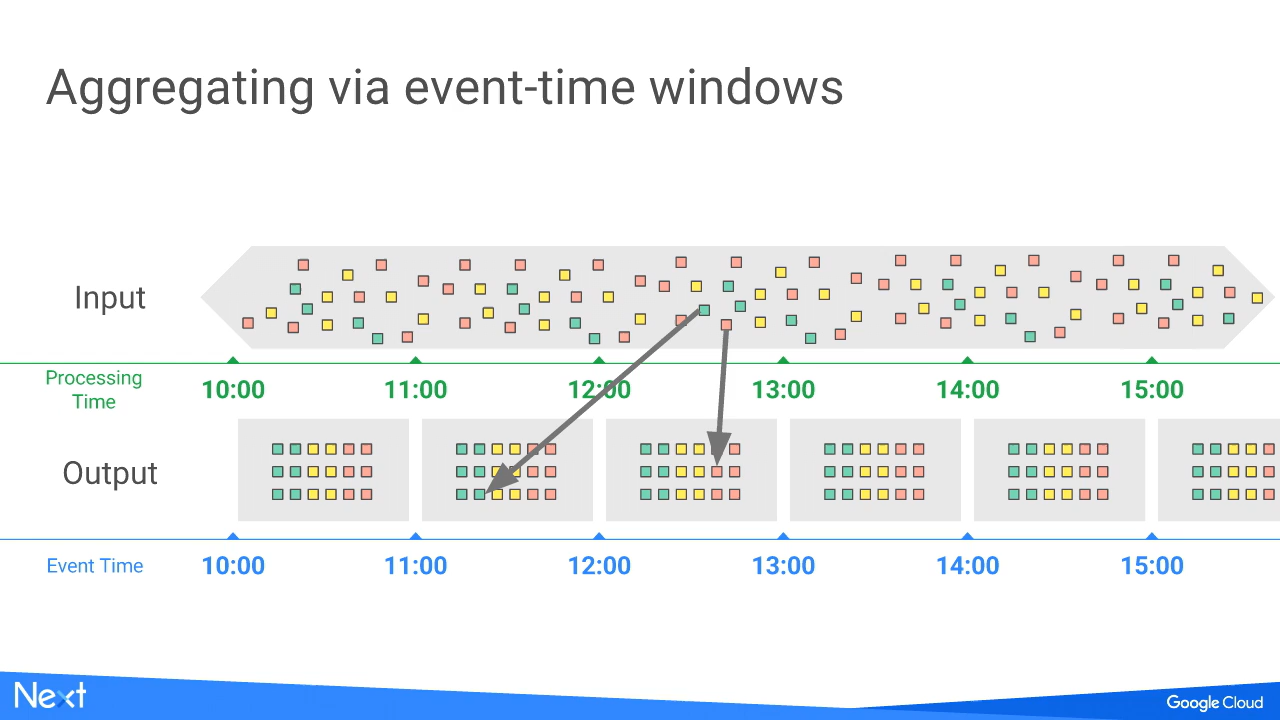 Aggregating via event-time windows
Input
Processing
Time
10:00 11:00 12:00 13:00 14:00 15:00
Output
Event Time 10:00 11:00 12:00 13:00 14:00 15:00
Next
Google Cloud